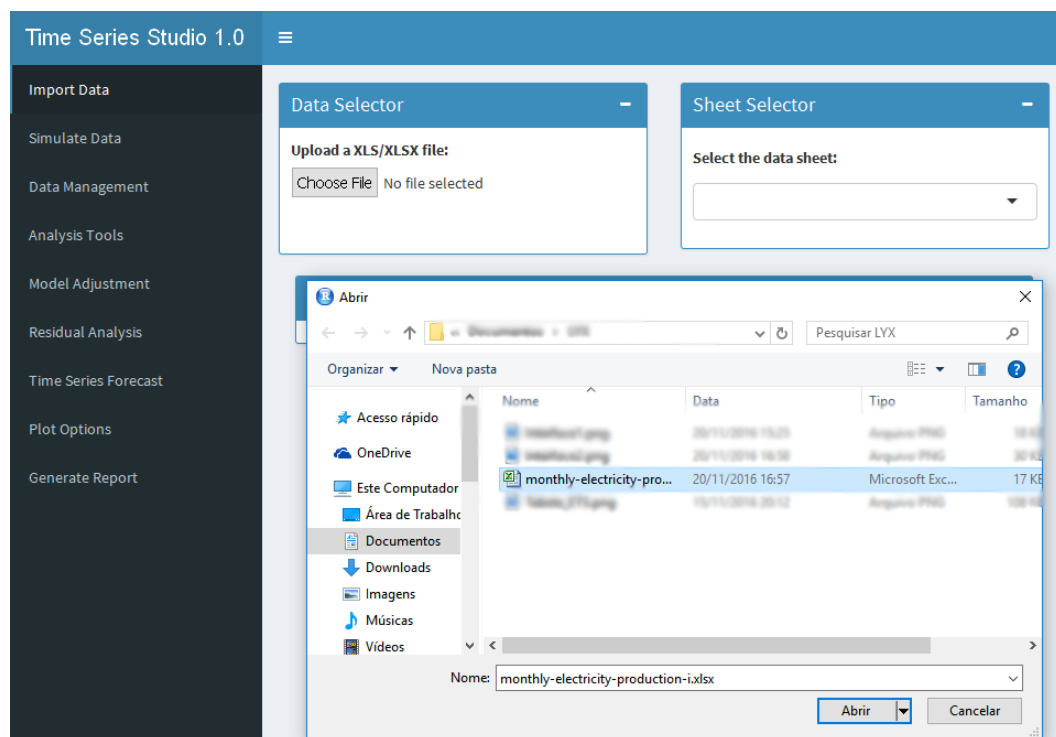 Time Series Studio 1.0
Import Data
Simulate Data
Data Management
Analysis Tools
Model Adjustment
Residual Analysis
Time Series Forecast
Plot Options
Generate Report
Data Selector
Upload a XLS/XLSX file:
Choose File No file selected
Sheet Selector
Select the data sheet:
Abrir
Pesquisar LYX
Organizar Nova pasta
Acesso rápido
OneDrive
Este Computador
Área de Trabalho
Documentos
Downloads
Imagens
Músicas
Vídeos
Nome Data Tipo Tamanho
monthly-electricity-pro... 20/11/2016 16:57 Microsoft Exc... 17 KB
Nome: monthly-electricity-production-i.xlsx
Abrir Cancelar